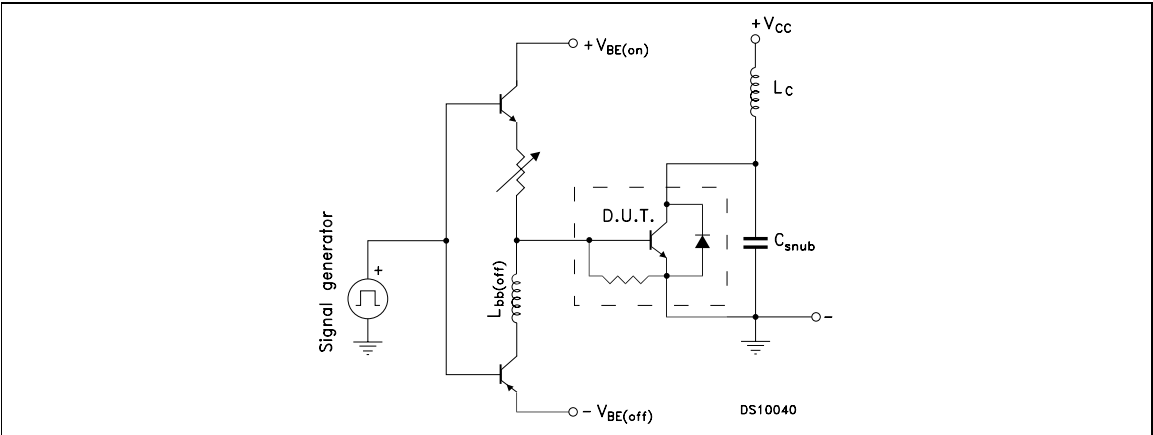 +VCC
+VBE(on)
LC
D.U.T.
Signal generator
+
Lbb(off)
Csnub
-
- VBE(off)
DS10040